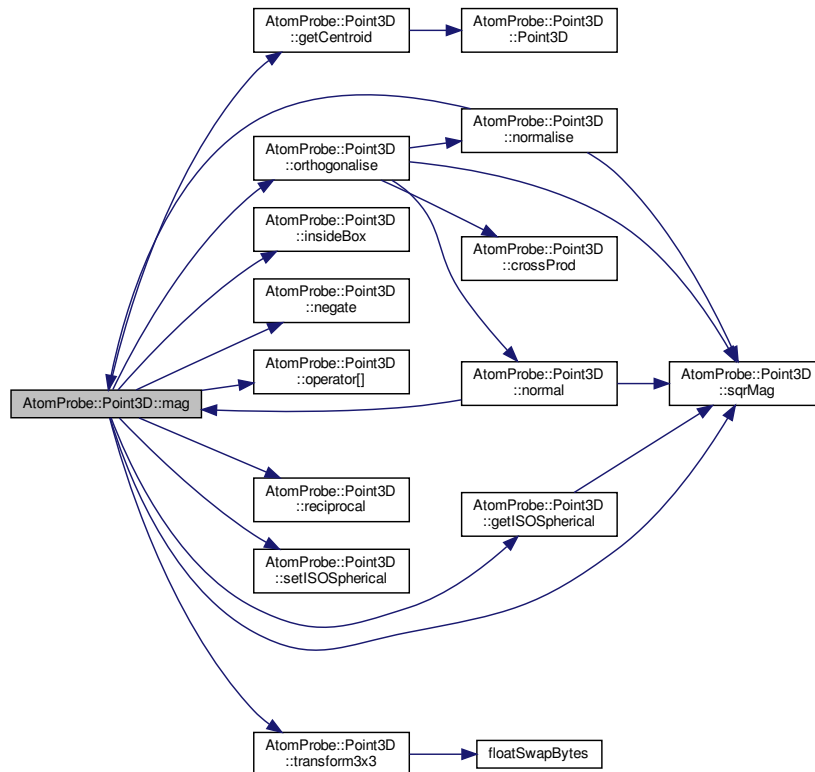 AtomProbe::Point3D
::getCentroid
AtomProbe::Point3D
::Point3D
AtomProbe::Point3D
::normalise
AtomProbe::Point3D
::orthogonalise
AtomProbe::Point3D
::insideBox
AtomProbe::Point3D
::crossProd
AtomProbe::Point3D
::negate
AtomProbe::Point3D
::operator[]
AtomProbe::Point3D
::normal
AtomProbe::Point3D
::sqrMag
AtomProbe::Point3D::mag
AtomProbe::Point3D
::reciprocal
AtomProbe::Point3D
::getISOSpherical
AtomProbe::Point3D
::setISOSpherical
AtomProbe::Point3D
::transform3x3
floatSwapBytes